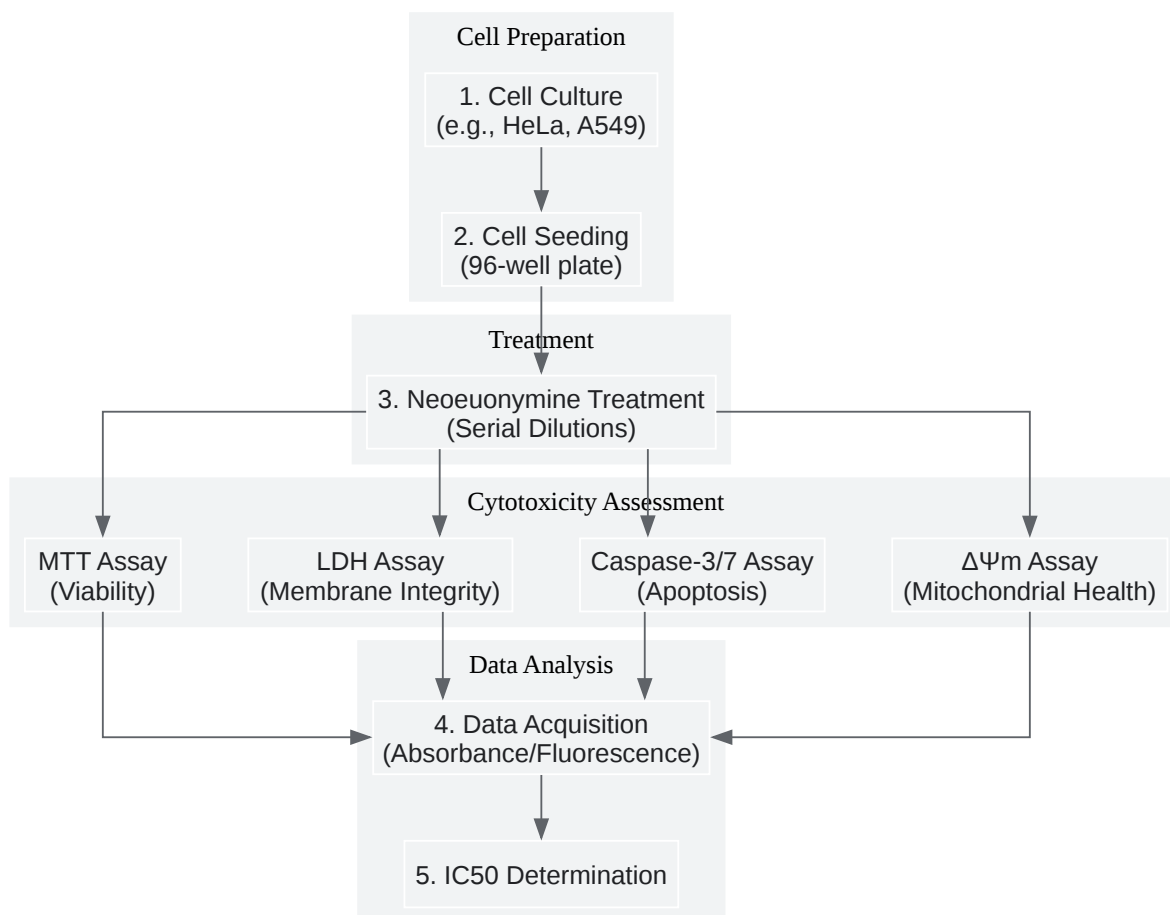 Cell Preparation
1. Cell Culture
(e.g., HeLa, A549)
2. Cell Seeding
(96-well plate)
Treatment
3. Neoeuonymine Treatment
(Serial Dilutions)
Cytotoxicity Assessment
MTT Assay
(Viability)
LDH Assay
(Membrane Integrity)
Caspase-3/7 Assay
(Apoptosis)
ΔΨm Assay
(Mitochondrial Health)
Data Analysis
4. Data Acquisition
(Absorbance/Fluorescence)
5. IC50 Determination